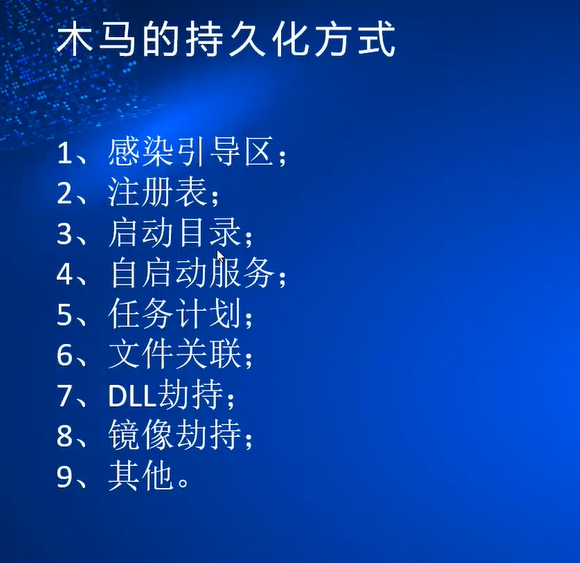 木马的持久化方式
1、感染引导区；
2、注册表；
3、启动目录；
4、自启动服务；
5、任务计划；
6、文件关联；
7、DLL劫持；
8、镜像劫持；
9、其他。